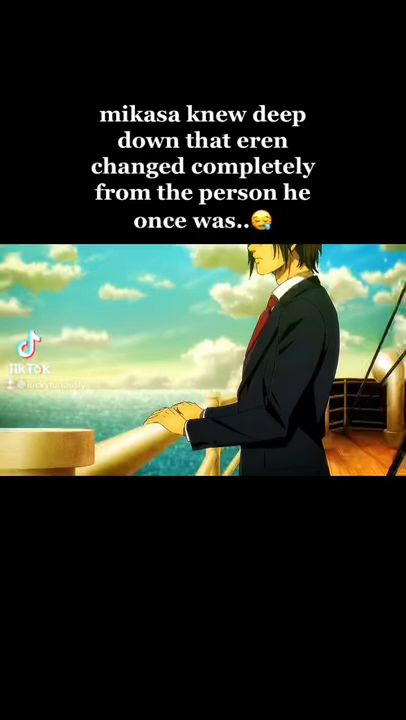 mikasa knew deep
down that eren
changed completely
from the person he
once was..😪
TikTok